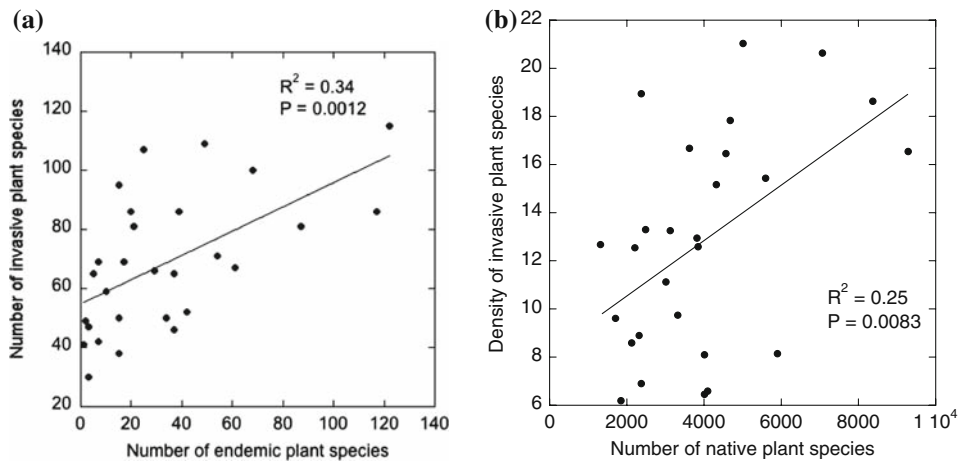 (a)
140
120
100
80
60
40
20
0 20 40 60 80 100 120 140
Number of invasive plant species
Number of endemic plant species
R² = 0.34
P = 0.0012
(b)
22
20
18
16
14
12
10
8
6
0 2000 4000 6000 8000 1 10⁴
Density of invasive plant species
Number of native plant species
R² = 0.25
P = 0.0083